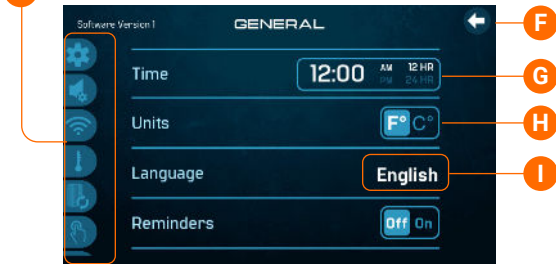 Software Version 1
GENERAL
F
Time
12:00
AM
PM
12 HR
24 HR
G
Units
F° C°
H
Language
English
I
Reminders
Off On